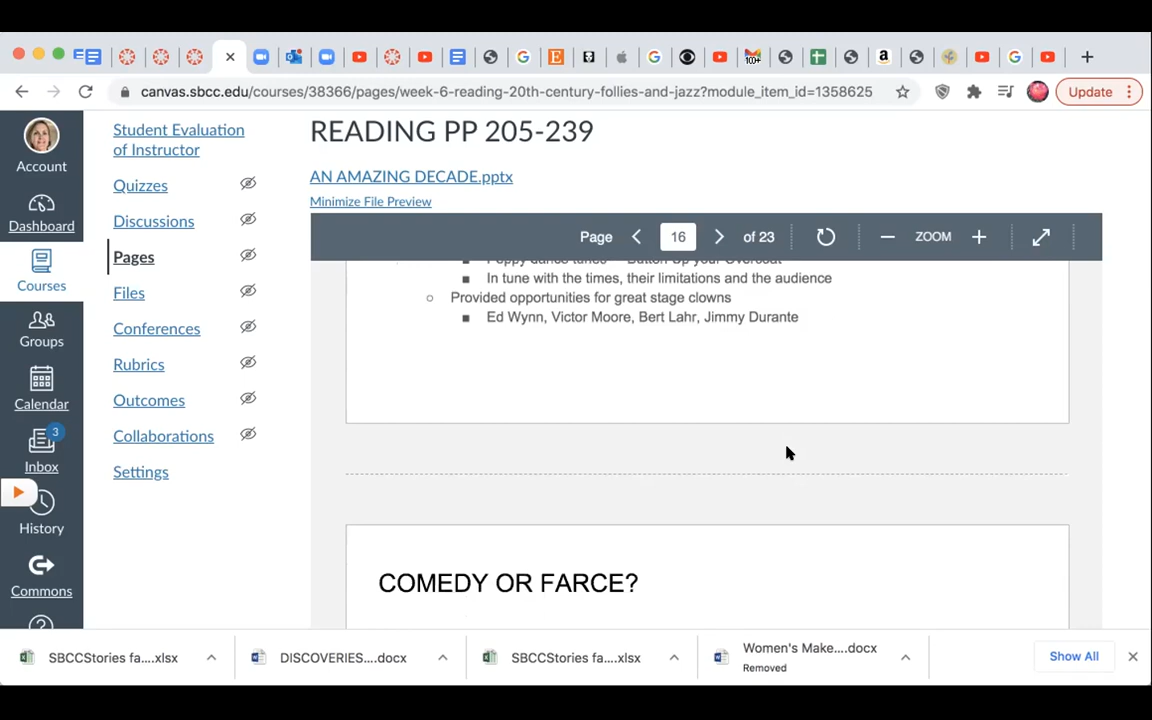 100+
canvas.sbcc.edu/courses/38366/pages/week-6-reading-20th-century-follies-and-jazz?module_item_id=1358625
Update
Account
Dashboard
Courses
Groups
Calendar
3
Inbox
History
Commons
Student Evaluation
of Instructor
Quizzes
Discussions
Pages
Files
Conferences
Rubrics
Outcomes
Collaborations
Settings
READING PP 205-239
AN AMAZING DECADE.pptx
Minimize File Preview
Page 16 of 23 ZOOM
In tune with the times, their limitations and the audience
Provided opportunities for great stage clowns
Ed Wynn, Victor Moore, Bert Lahr, Jimmy Durante
COMEDY OR FARCE?
SBCCStories fa....xlsx
DISCOVERIES....docx
SBCCStories fa....xlsx
Women's Make....docx
Removed
Show All